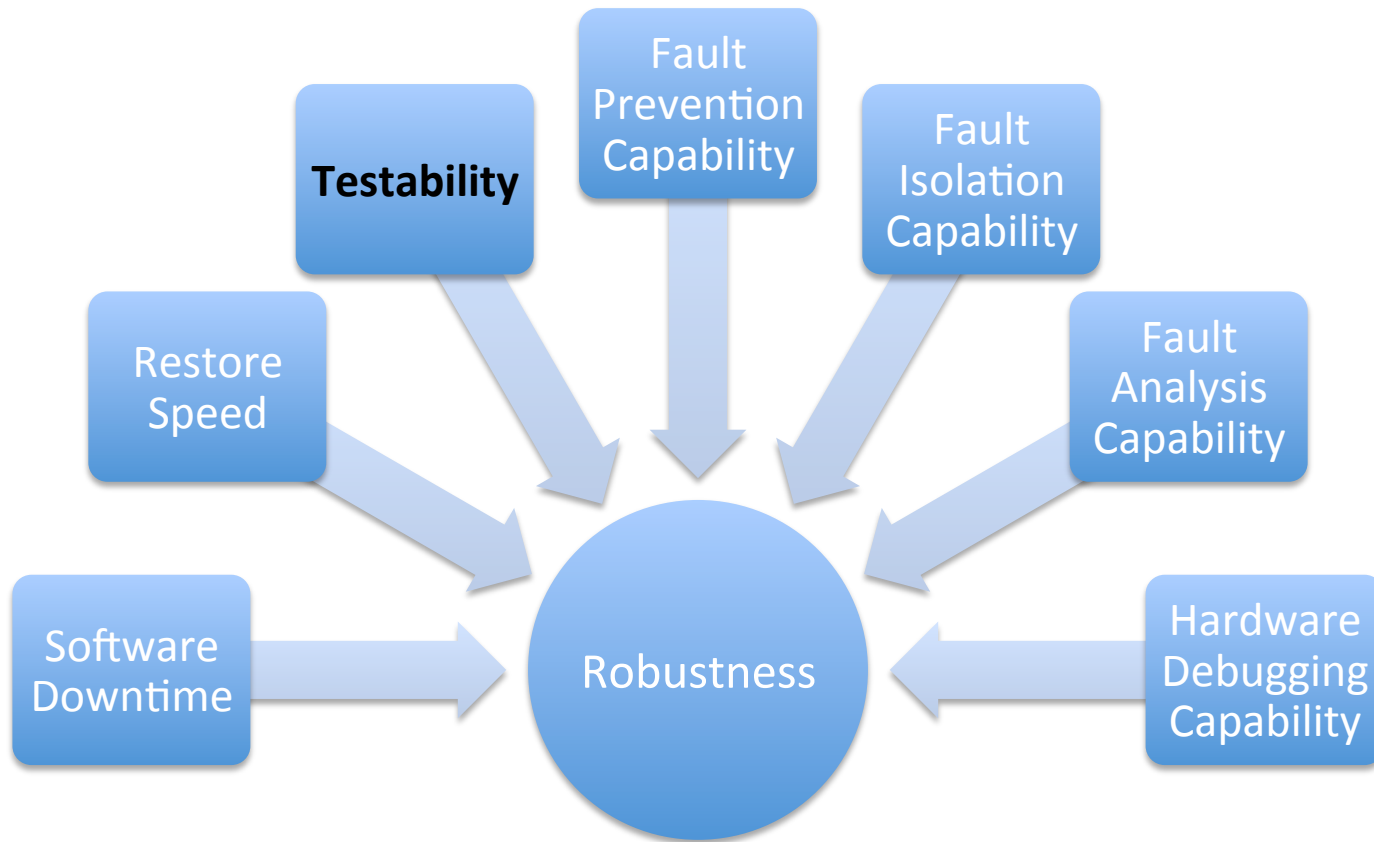 Fault
Prevention
Capability
Testability
Fault
Isolation
Capability
Restore
Speed
Fault
Analysis
Capability
Software
Downtime
Robustness
Hardware
Debugging
Capability